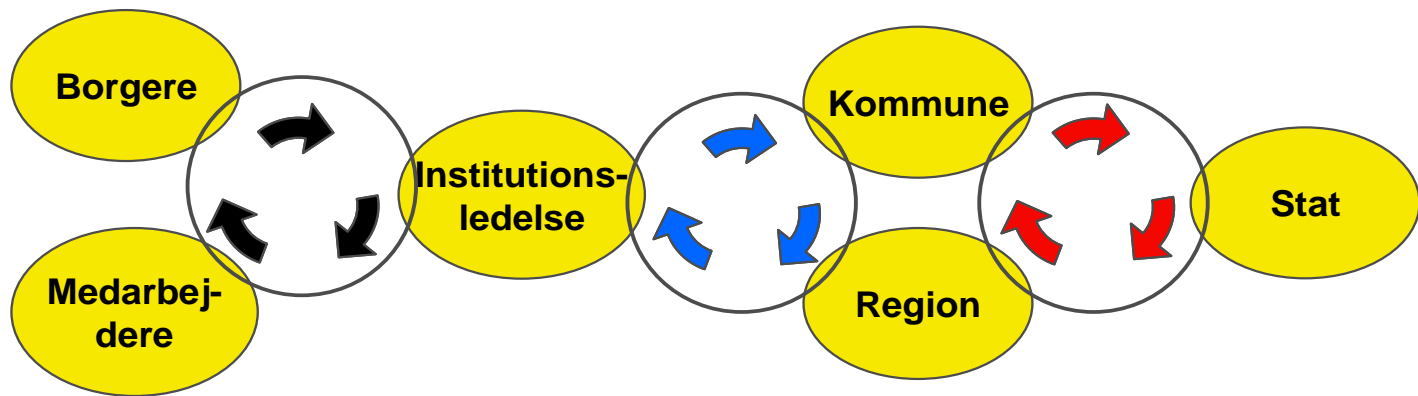 Borgere
Medarbej-
dere
Institutions-
ledelse
Kommune
Region
Stat